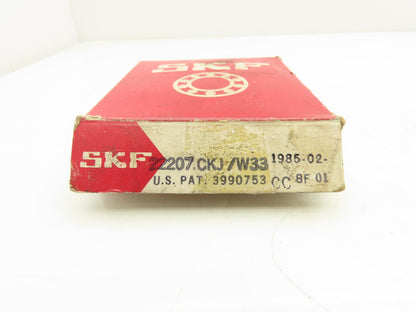 SKF
SKF 22207.CKJ/W33 1985-02-
U.S. PAT. 3990753 CC 8F 01